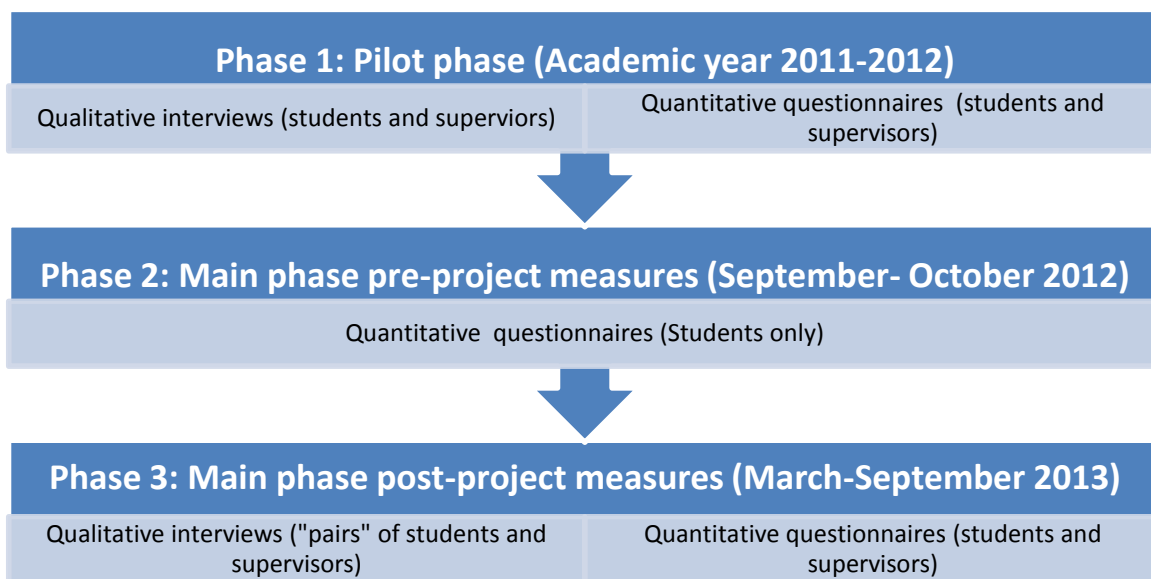 Phase 1: Pilot phase (Academic year 2011-2012)
Qualitative interviews (students and superviors)
Quantitative questionnaires (students and
supervisors)
Phase 2: Main phase pre-project measures (September- October 2012)
Quantitative questionnaires (Students only)
Phase 3: Main phase post-project measures (March-September 2013)
Qualitative interviews ("pairs" of students and
supervisors)
Quantitative questionnaires (students and
supervisors)